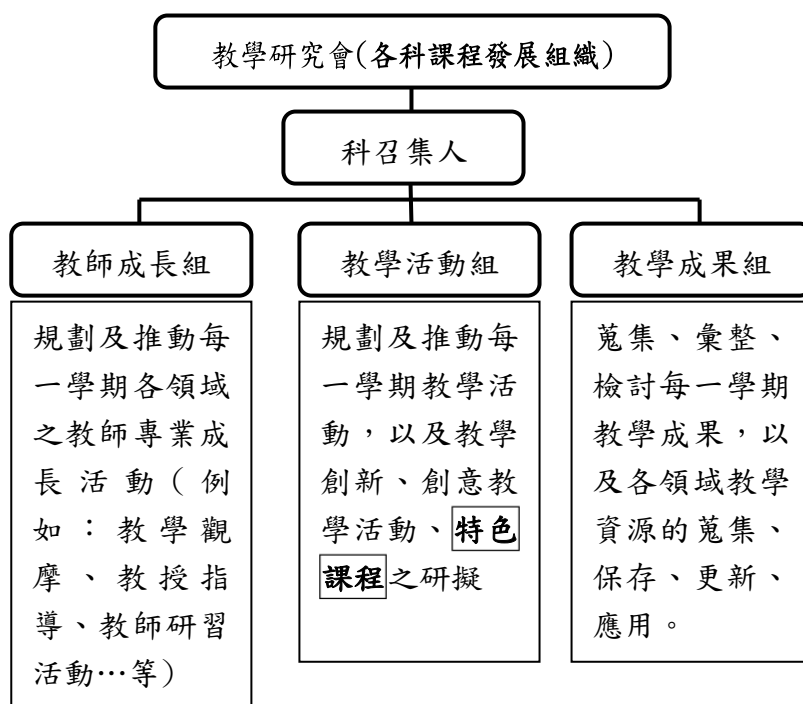 教學研究會(各科課程發展組織)
科召集人
教師成長組
規劃及推動每
一學期各領域
之教師專業成
長活動(例
如：教學觀
摩、教授指
導、教師研習
活動…等)
教學活動組
規劃及推動每
一學期教學活
動，以及教學
創新、創意教
學活動、特色
課程之研擬
教學成果組
蒐集、彙整、
檢討每一學期
教學成果，以
及各領域教學
資源的蒐集、
保存、更新、
應用。